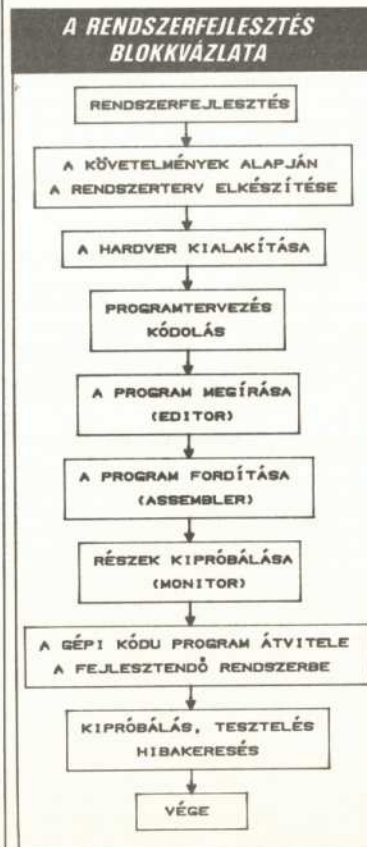 A RENDSZERFEJLESZTÉS
BLOKKVÁZLATA
RENDSZERFEJLESZTÉS
A KÖVETELMÉNYEK ALAPJÁN
A RENDSZERTERV ELKÉSZÍTÉSE
A HARDVER KIALAKÍTÁSA
PROGRAMTERVEZÉS
KÓDOLÁS
A PROGRAM MEGÍRÁSA
(EDITOR)
A PROGRAM FORDÍTÁSA
(ASSEMBLER)
RÉSZEK KIPRÓBÁLÁSA
(MONITOR)
A GÉPI KÓDU PROGRAM ÁTVITELE
A FEJLESZTENDŐ RENDSZERBE
KIPRÓBÁLÁS, TESZTELÉS
HIBAKERESÉS
VÉGE